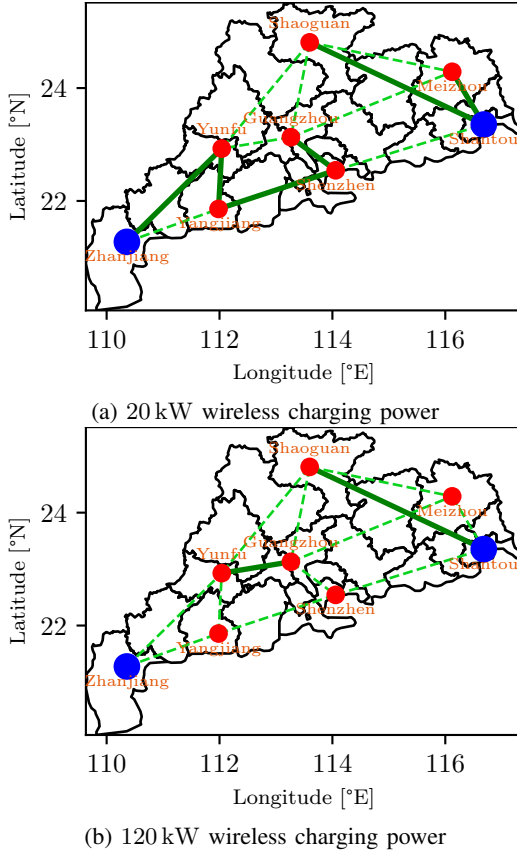 Shaoguan
24
Meizhou
Guangzhou
Yunfu
Shantou
Shenzhen
22
Yangjiang
Zhanjiang
Latitude [°N]
110
112
114
116
Longitude [°E]
(a) 20 kW wireless charging power
Shaoguan
24
Meizhou
Guangzhou
Yunfu
Shantou
Shenzhen
22
Yangjiang
Zhanjiang
Latitude [°N]
110
112
114
116
Longitude [°E]
(b) 120 kW wireless charging power